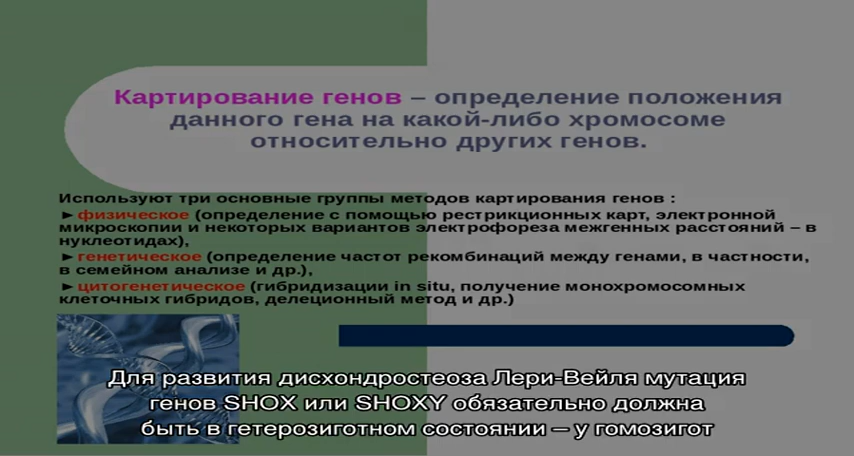 Картирование генов – определение положения
данного гена на какой-либо хромосоме
относительно других генов.
Используют три основные группы методов картирования генов :
►физическое (определение с помощью рестрикционных карт, электронной
микроскопии и некоторых вариантов электрофореза межгенных расстояний – в
нуклеотидах),
►генетическое (определение частот рекомбинаций между генами, в частности,
в семейном анализе и др.),
►цитогенетическое (гибридизации in situ, получение монохромосомных
клеточных гибридов, делеционный метод и др.)
Для развития дисхондростеоза Лери-Вейля мутация
генов SHOX или SHOXY обязательно должна
быть в гетерозиготном состоянии – у гомозигот